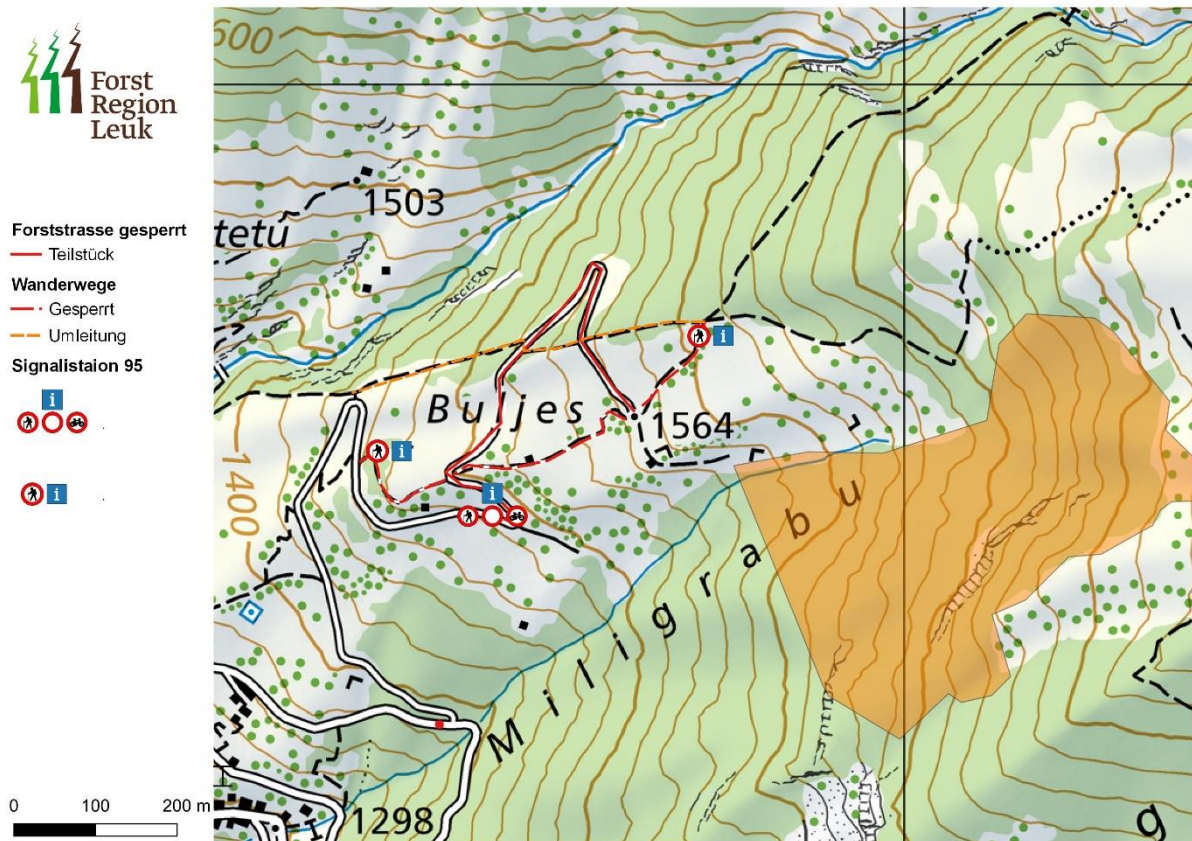 Forst
Region
Leuk
Forststrasse gesperrt
Teilstück
Wanderwege
Gesperrt
Umleitung
Signalistaion 95
i
i
0 100 200 m
600
1503
tetu
i
Buljes
1564
i
1400
i
Miligrabu
1298
g